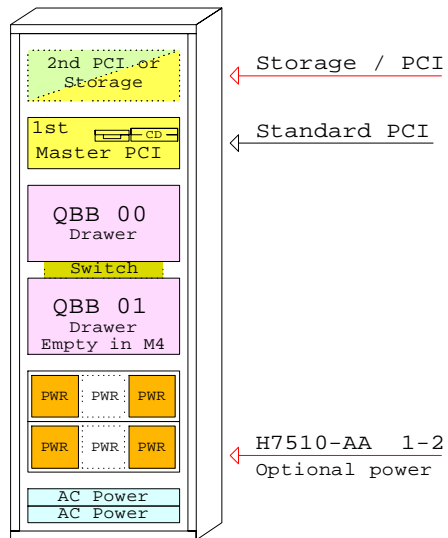 2nd PCI or
Storage
Storage / PCI
1st
CD
Master PCI
Standard PCI
QBB 00
Drawer
Switch
QBB 01
Drawer
Empty in M4
PWR PWR PWR
PWR PWR PWR
H7510-AA 1-2
Optional power
AC Power
AC Power